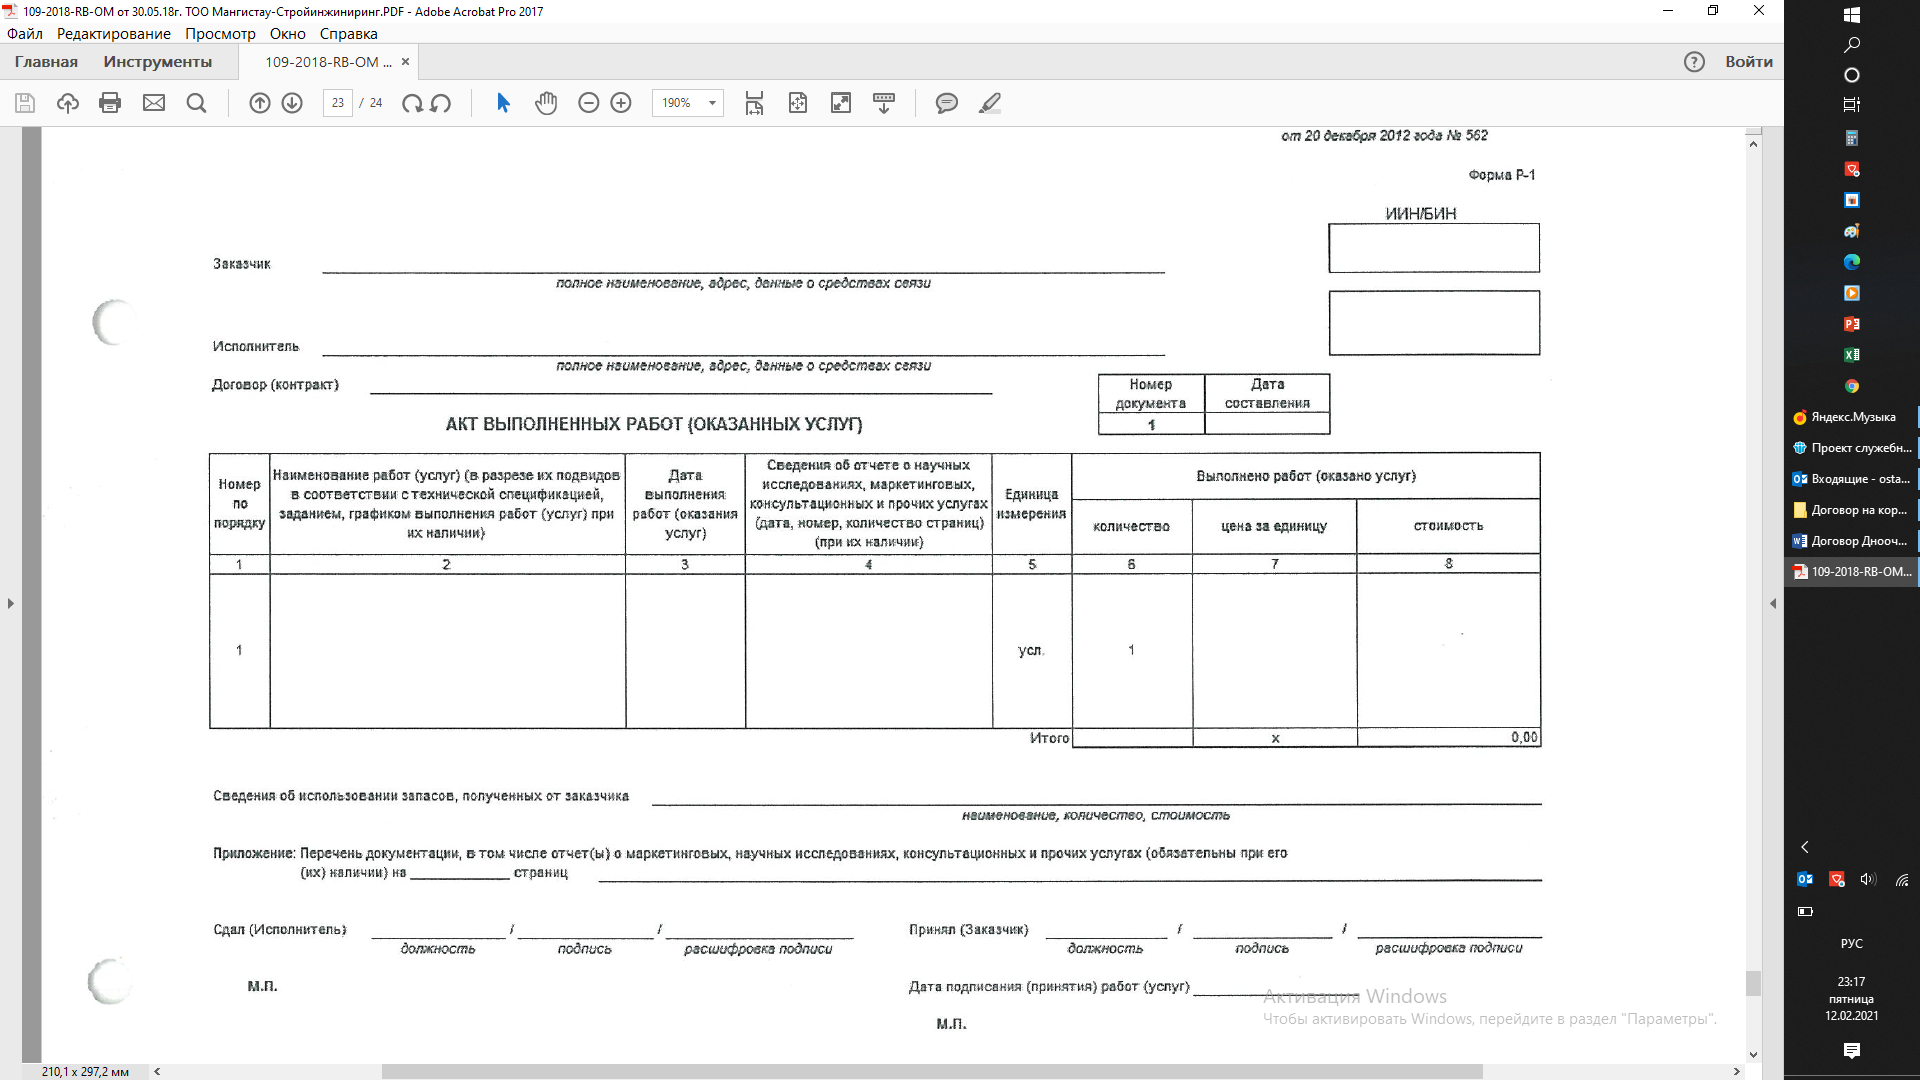 109-2018-RB-OM от 30.05.18г. ТОО Мангистау-Стройинжиниринг.PDF - Adobe Acrobat Pro 2017
Файл Редактирование Просмотр Окно Справка
Главная Инструменты 109-2018-RB-OM ... × Войти
23 / 24 190%
от 20 декабря 2012 года № 562
Форма Р-1
ИИН/БИН
Заказчик
полное наименование, адрес, данные о средствах связи
Исполнитель
полное наименование, адрес, данные о средствах связи
Договор (контракт)
Номер документа
Дата составления
1
АКТ ВЫПОЛНЕННЫХ РАБОТ (ОКАЗАННЫХ УСЛУГ)
Номер по порядку
Наименование работ (услуг) (в разрезе их подвидов в соответствии с технической спецификацией, заданием, графиком выполнения работ (услуг) при их наличии)
Дата выполнения работ (оказания услуг)
Сведения об отчете о научных исследованиях, маркетинговых, консультационных и прочих услугах (дата, номер, количество страниц) (при их наличии)
Единица измерения
Выполнено работ (оказано услуг)
количество
цена за единицу
стоимость
1 2 3 4 5 6 7 8
1 усл. 1
Итого х 0,00
Сведения об использовании запасов, полученных от заказчика
наименование, количество, стоимость
Приложение: Перечень документации, в том числе отчет(ы) о маркетинговых, научных исследованиях, консультационных и прочих услугах (обязательны при его
(их) наличии) на ____________ страниц
Сдал (Исполнитель) / /
должность подпись расшифровка подписи
Принял (Заказчик) / /
должность подпись расшифровка подписи
М.П.
Дата подписания (принятия) работ (услуг)
М.П.
Активация Windows
Чтобы активировать Windows, перейдите в раздел "Параметры".
210,1 x 297,2 мм
Яндекс.Музыка
Проект служебн...
Входящие - osta...
Договор на кор...
Договор Днооч...
109-2018-RB-OM...
РУС
23:17
пятница
12.02.2021